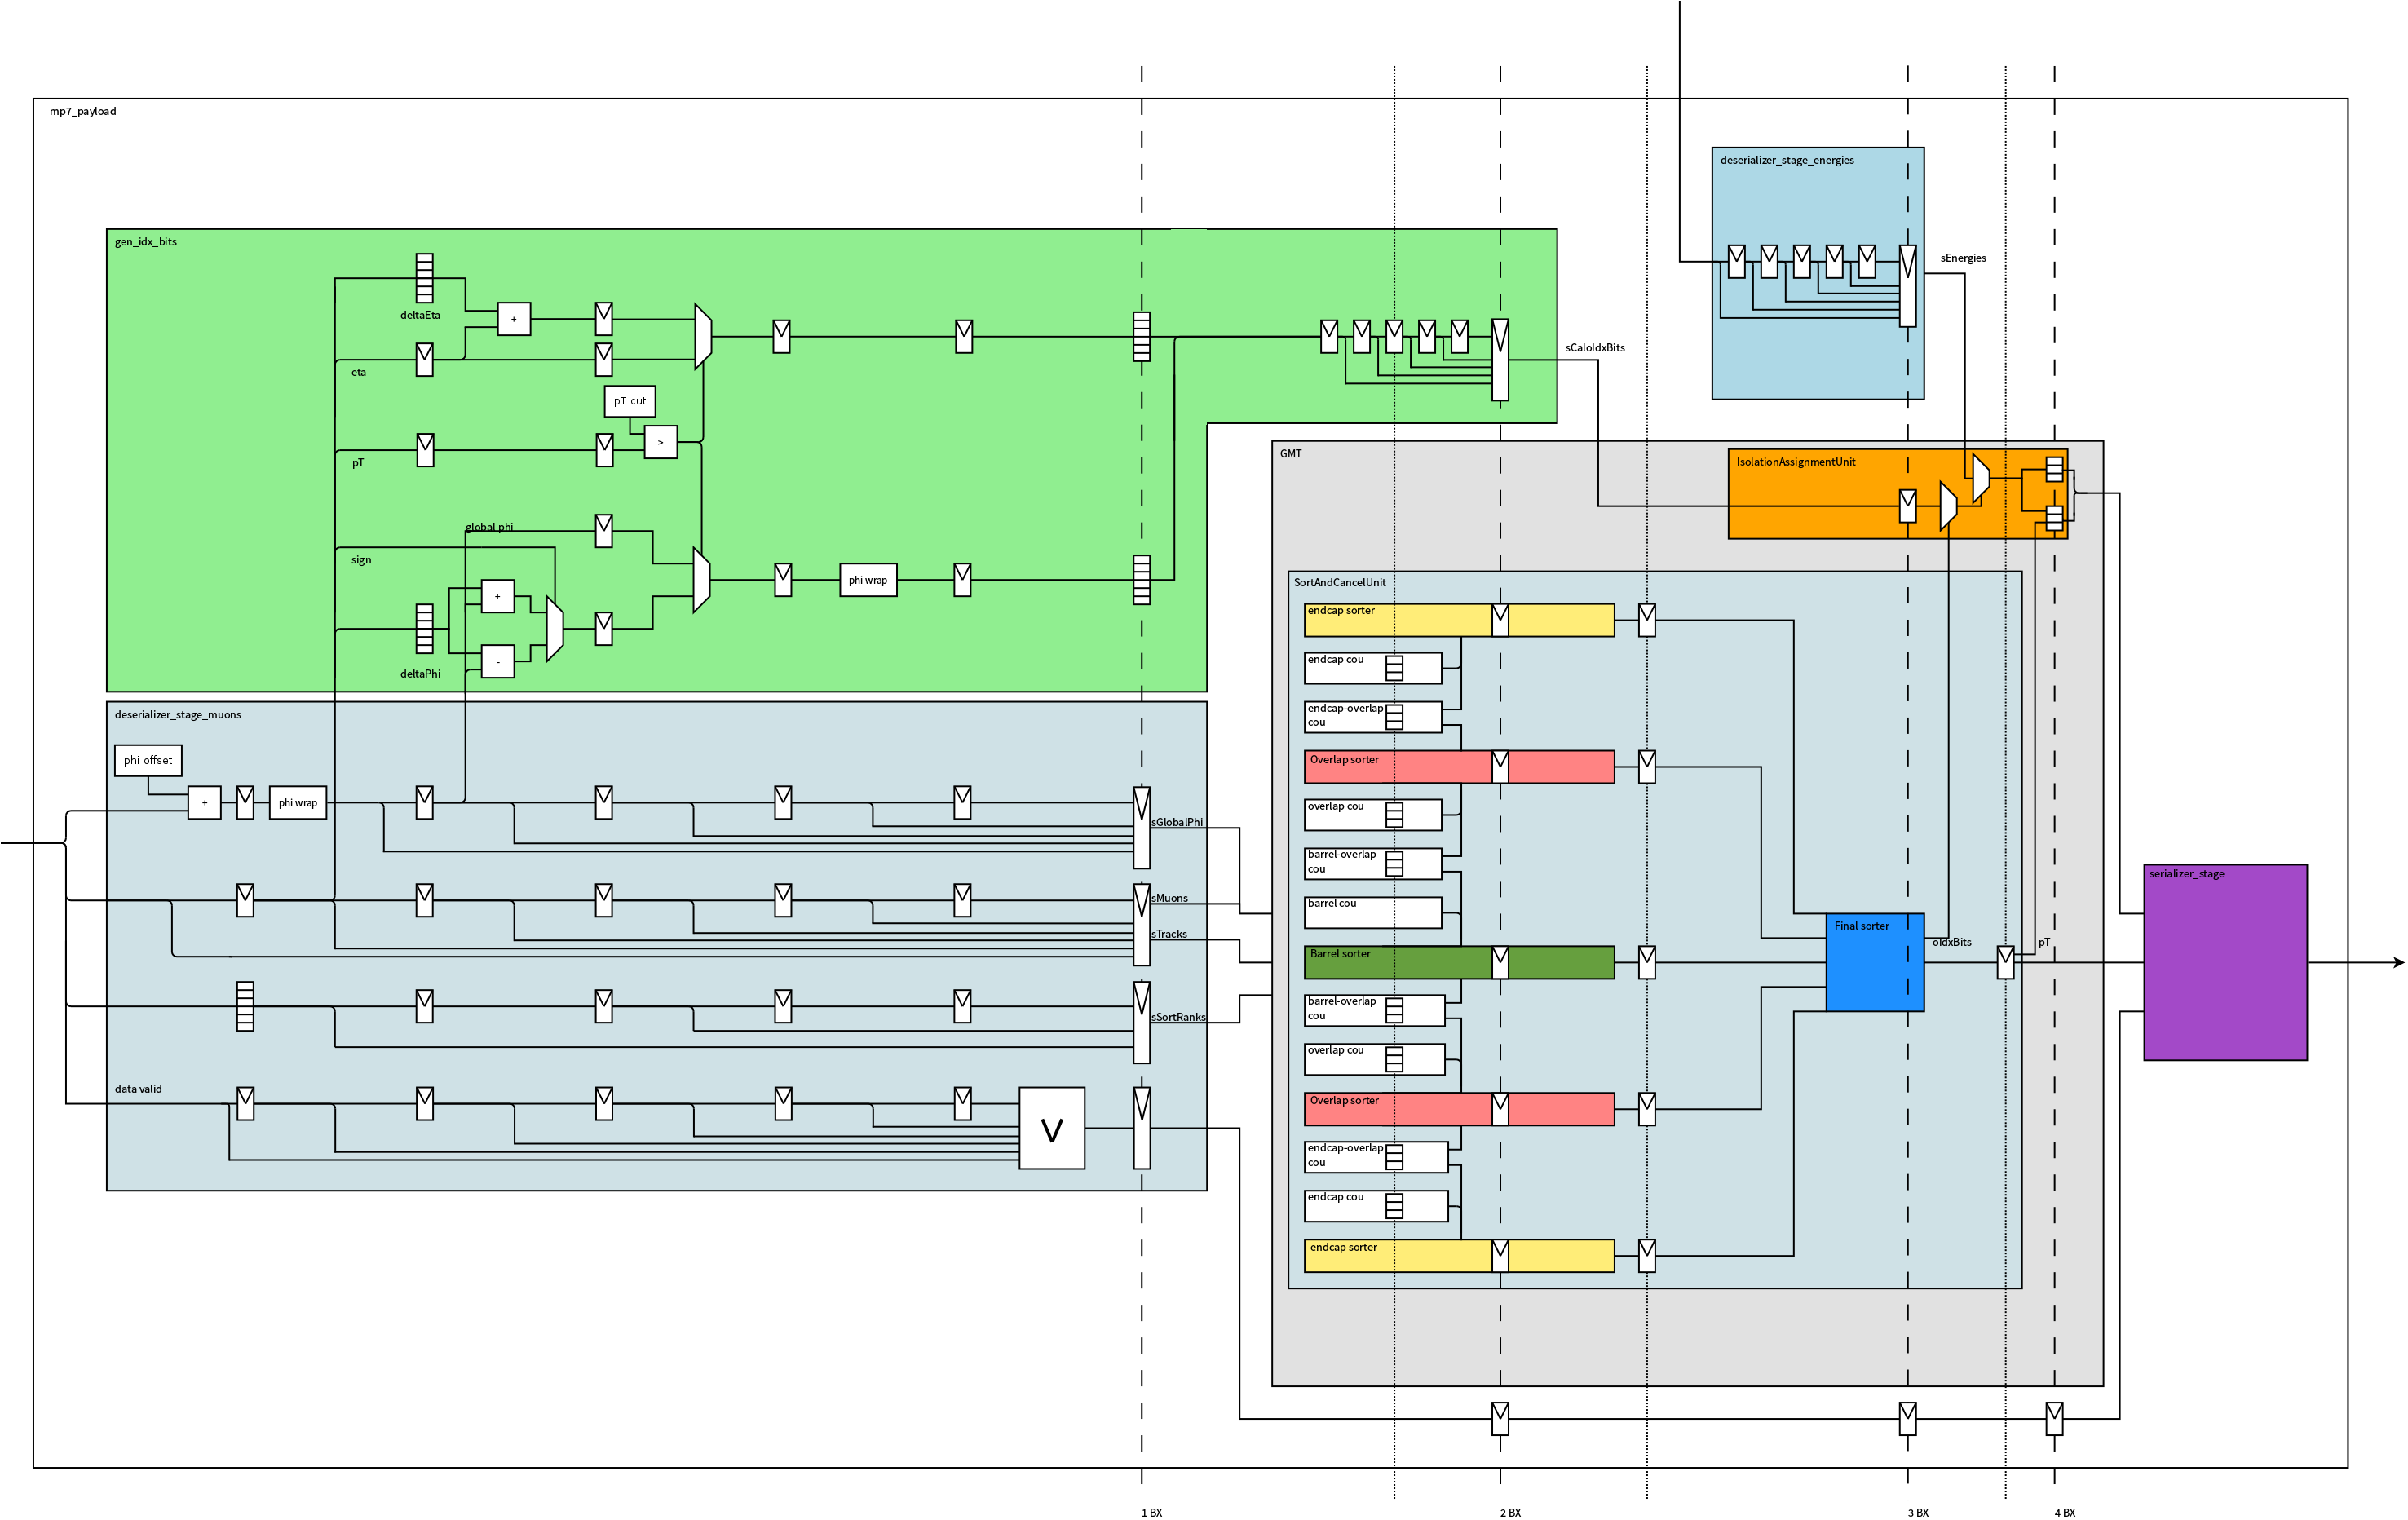 mp7_payload
deserializer_stage_energies
gen_idx_bits
sEnergies
deltaEta
+
sCaloIdxBits
eta
pT cut
>
pT
GMT
IsolationAssignmentUnit
global phi
sign
phi wrap
+
-
deltaPhi
SortAndCancelUnit
endcap sorter
endcap cou
endcap-overlap
cou
Overlap sorter
overlap cou
barrel-overlap
cou
barrel cou
Barrel sorter
barrel-overlap
cou
overlap cou
Overlap sorter
endcap-overlap
cou
endcap cou
endcap sorter
deserializer_stage_muons
phi offset
+
phi wrap
sGlobalPhi
sMuons
sTracks
sSortRanks
data valid
V
Final sorter
oIdxBits
pT
serializer_stage
1 BX
2 BX
3 BX
4 BX